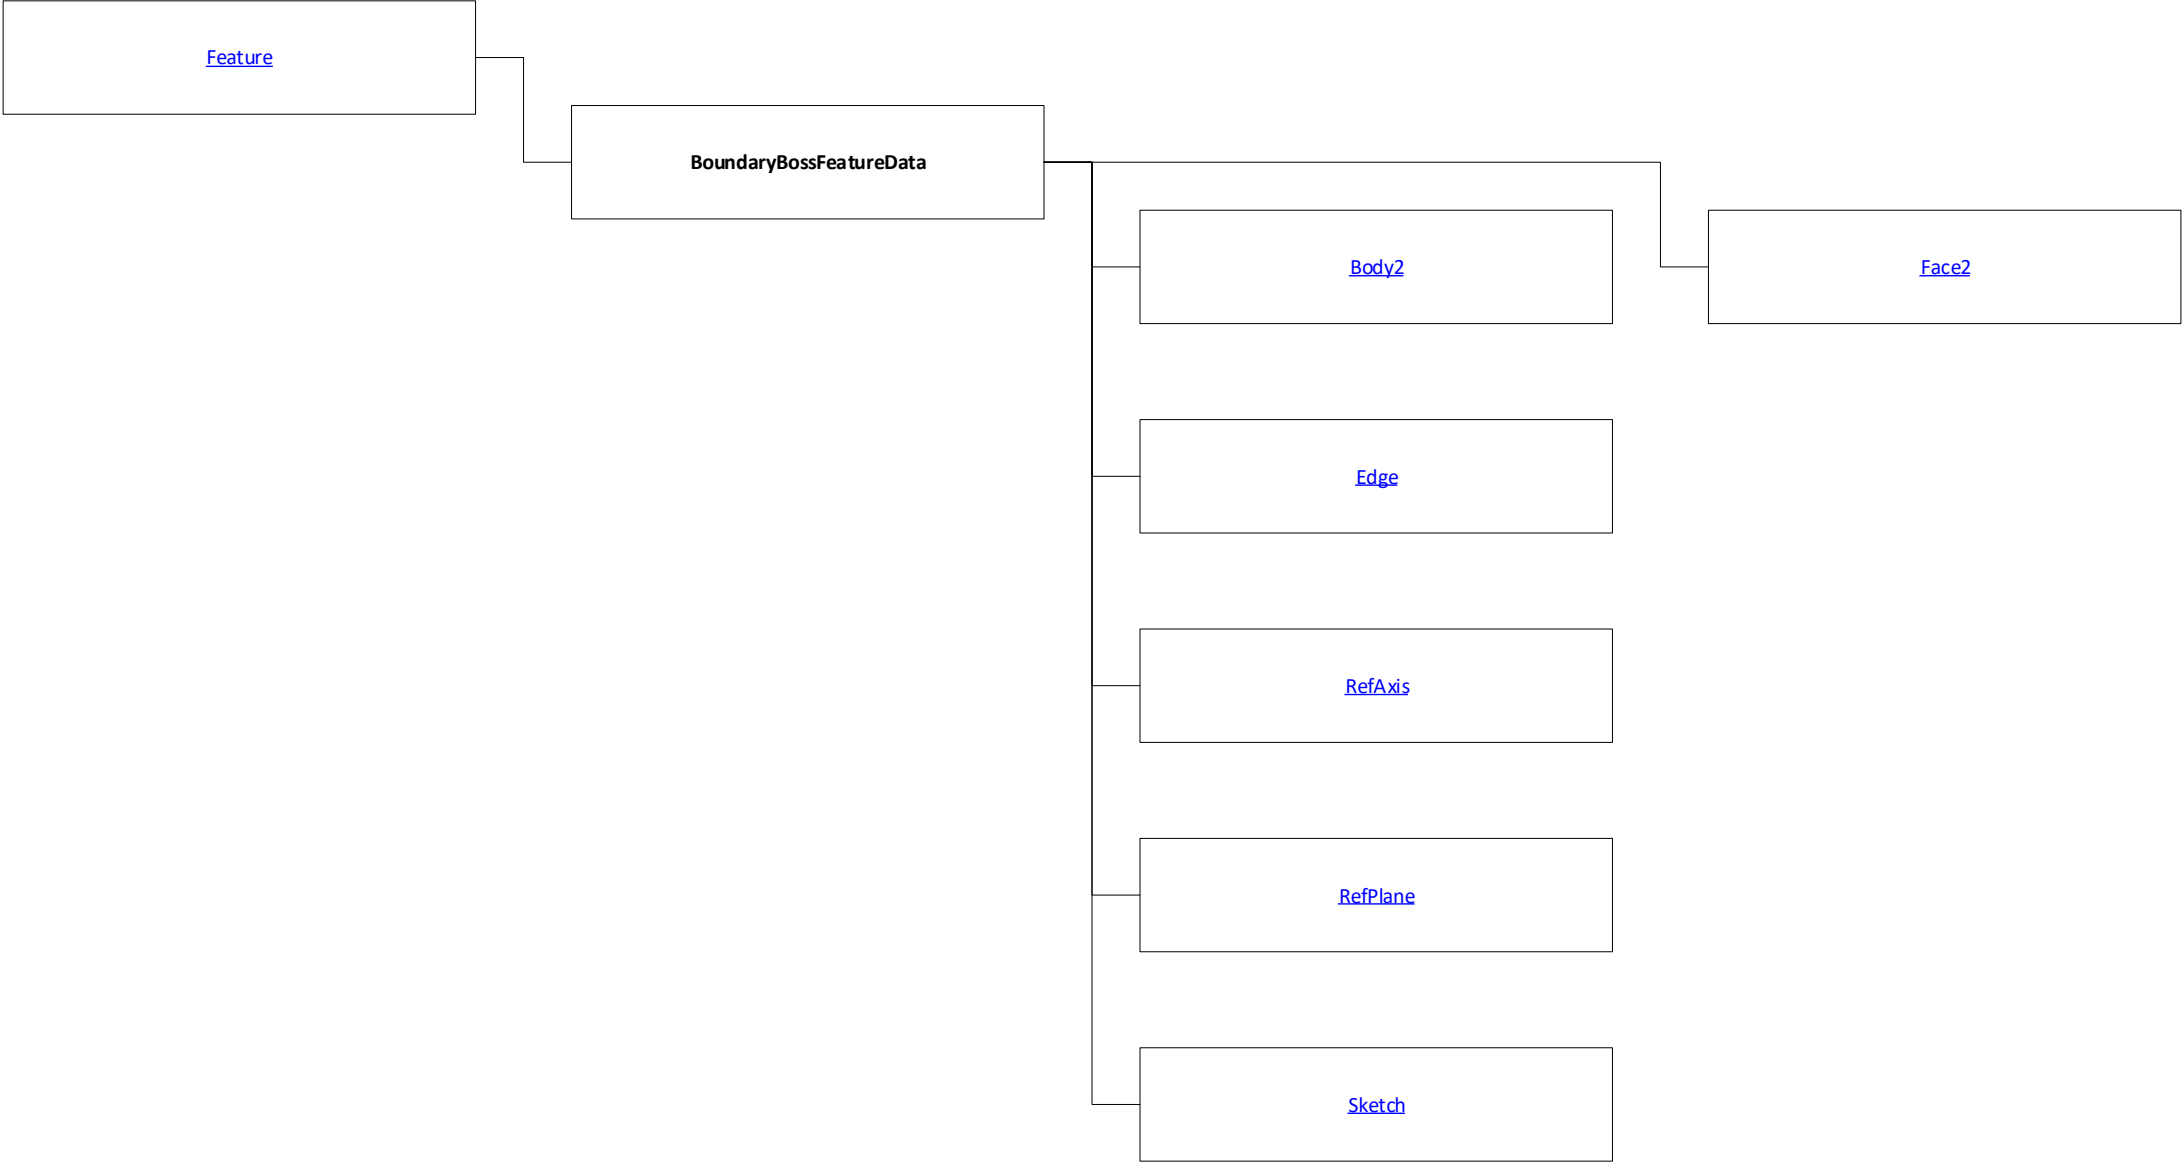 Feature
BoundaryBossFeatureData
Body2
Face2
Edge
RefAxis
RefPlane
Sketch